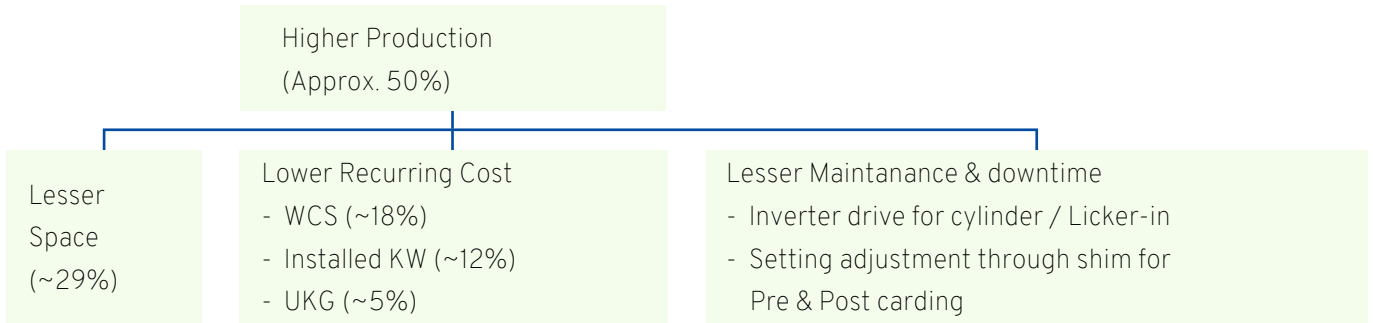 Higher Production
(Approx. 50%)
Lesser
Space
(~29%)
Lower Recurring Cost
- WCS (~18%)
- Installed KW (~12%)
- UKG (~5%)
Lesser Maintanance & downtime
- Inverter drive for cylinder / Licker-in
- Setting adjustment through shim for
Pre & Post carding